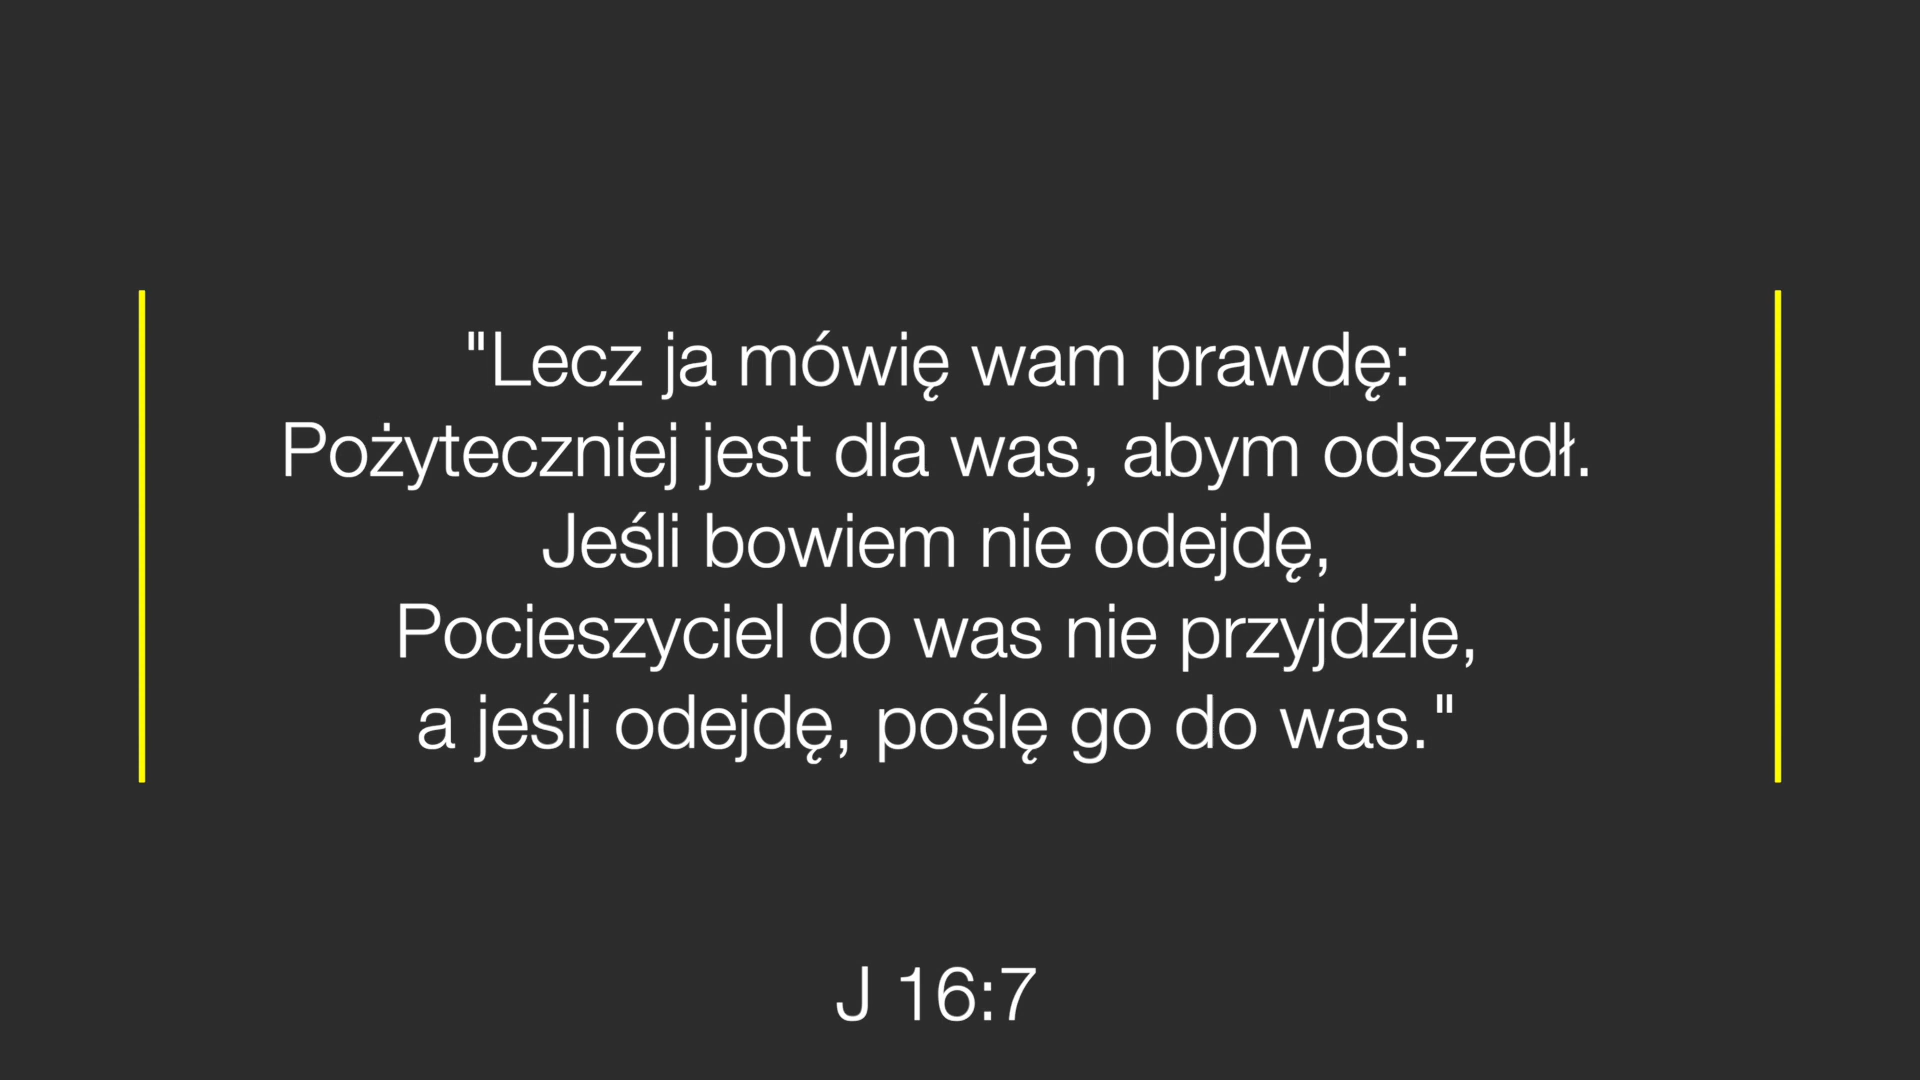 "Lecz ja mówię wam prawdę:
Pożyteczniej jest dla was, abym odszedł.
Jeśli bowiem nie odejdę,
Pocieszyciel do was nie przyjdzie,
a jeśli odejdę, poślę go do was."
J 16:7